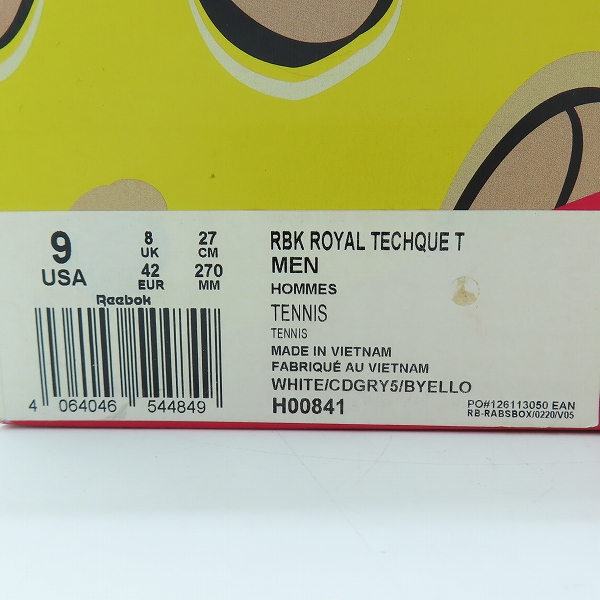 9
USA
8
UK
27
CM
42
EUR
270
MM
Reebok
4 064046 544849
RBK ROYAL TECHQUE T
MEN
HOMMES
TENNIS
TENNIS
MADE IN VIETNAM
FABRIQUÉ AU VIETNAM
WHITE/CDGRY5/BYELLO
H00841
PO#126113050 EAN
RB-RABSBOX/0220/V05